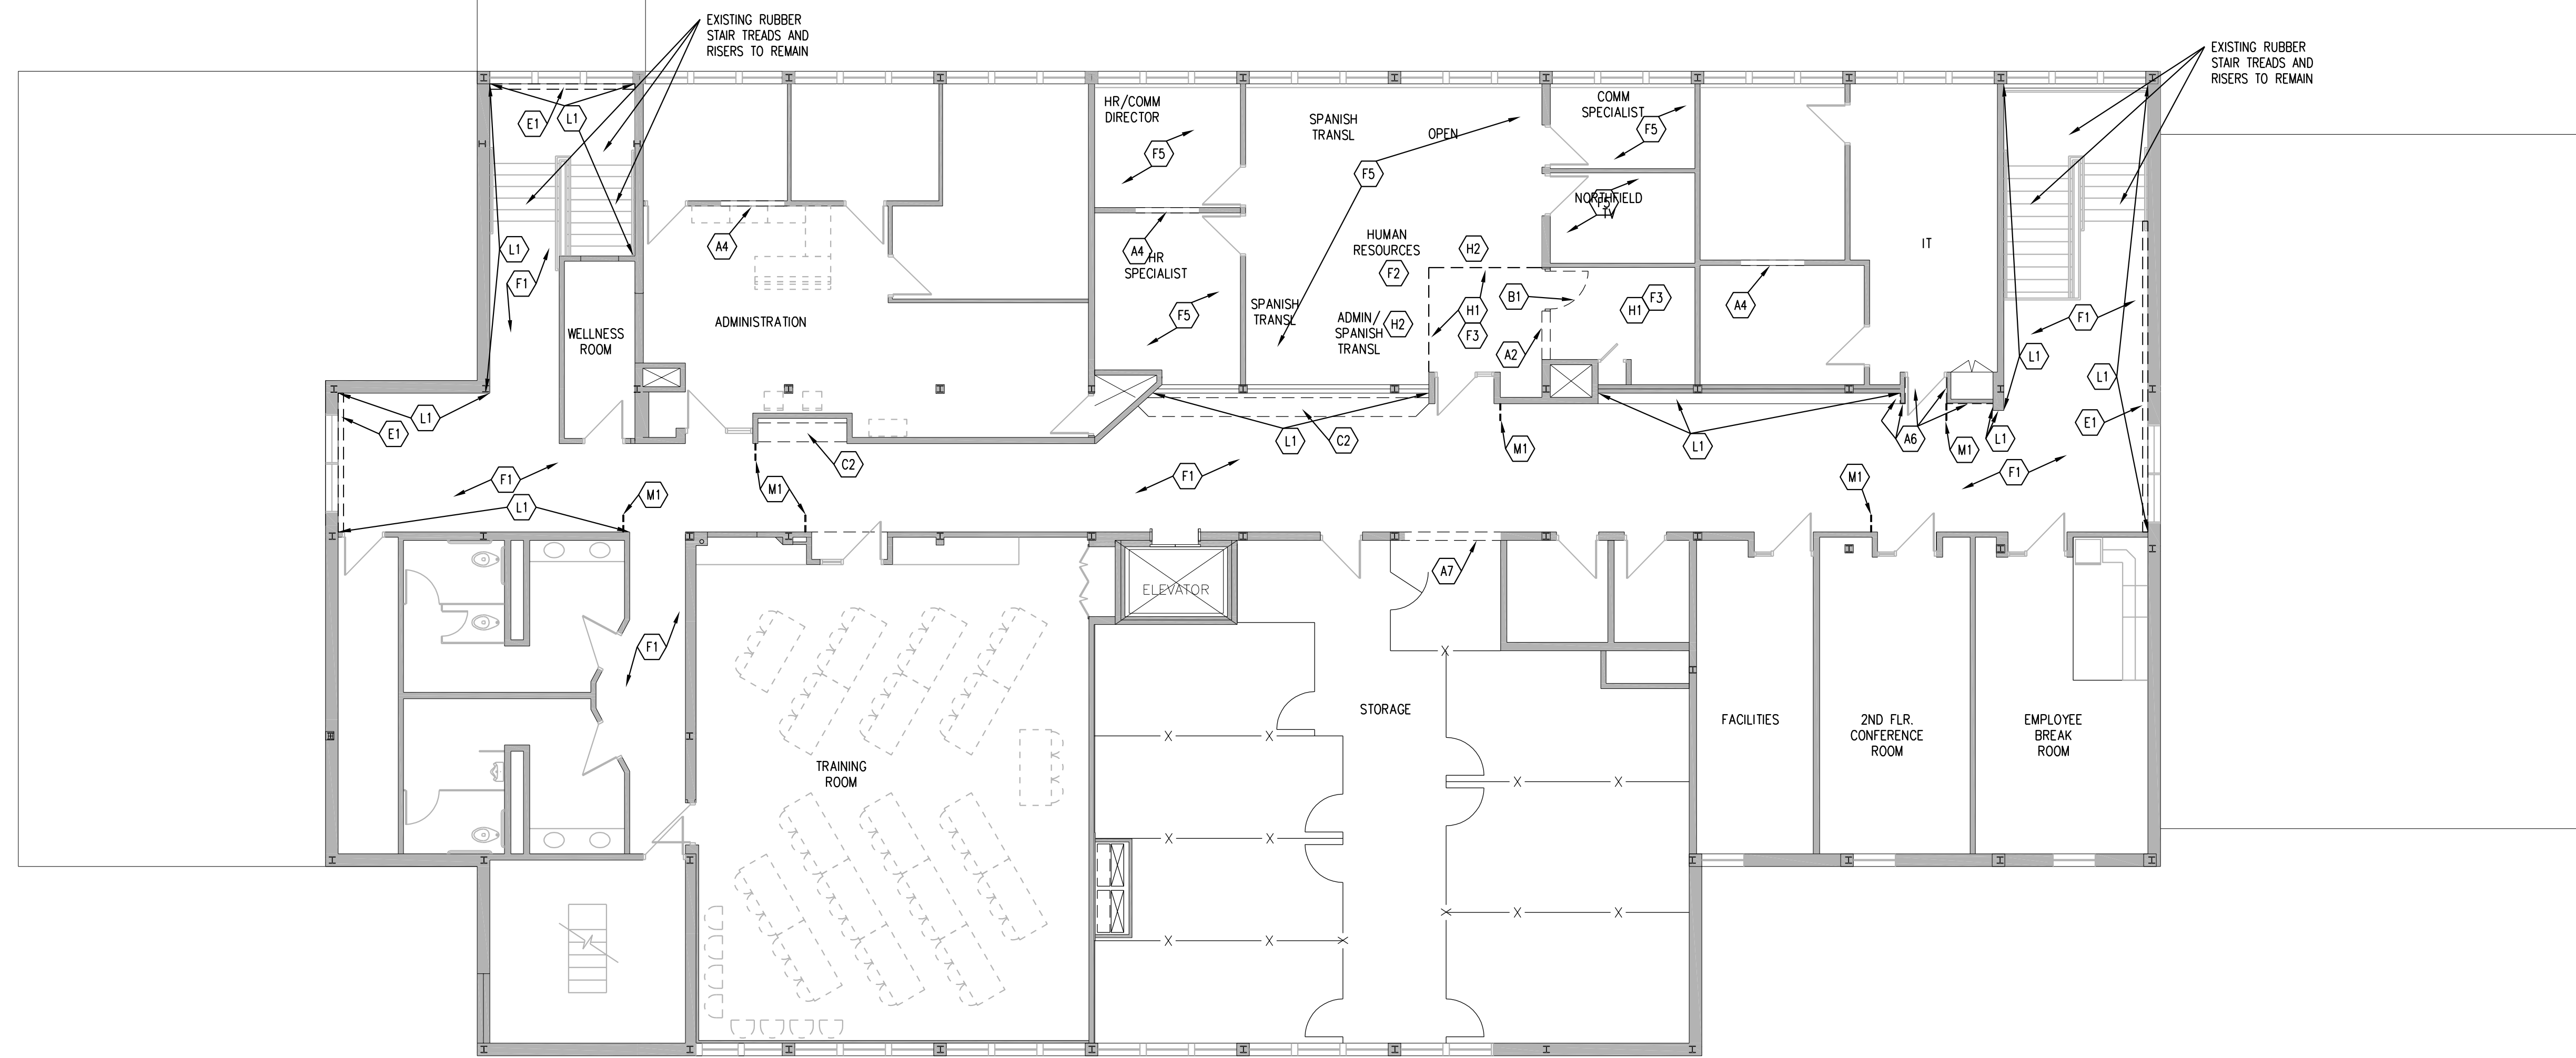 EXISTING RUBBER
STAIR TREADS AND
RISERS TO REMAIN
EXISTING RUBBER
STAIR TREADS AND
RISERS TO REMAIN
E1
L1
HR/COMM
DIRECTOR
F5
SPANISH
TRANSL
OPEN
F5
COMM
SPECIALIST
F5
NORTHFIELD
TV
F5
L1
F1
A4
A4
HR
SPECIALIST
F5
HUMAN
RESOURCES
F2
H2
H1
F3
B1
H1
F3
A4
IT
F1
WELLNESS
ROOM
ADMINISTRATION
SPANISH
TRANSL
ADMIN/
SPANISH
TRANSL
H2
A2
L1
L1
L1
E1
C2
L1
C2
M1
L1
A6
M1
L1
E1
F1
L1
M1
M1
F1
M1
F1
A7
ELEVATOR
F1
TRAINING
ROOM
STORAGE
FACILITIES
2ND FLR.
CONFERENCE
ROOM
EMPLOYEE
BREAK
ROOM